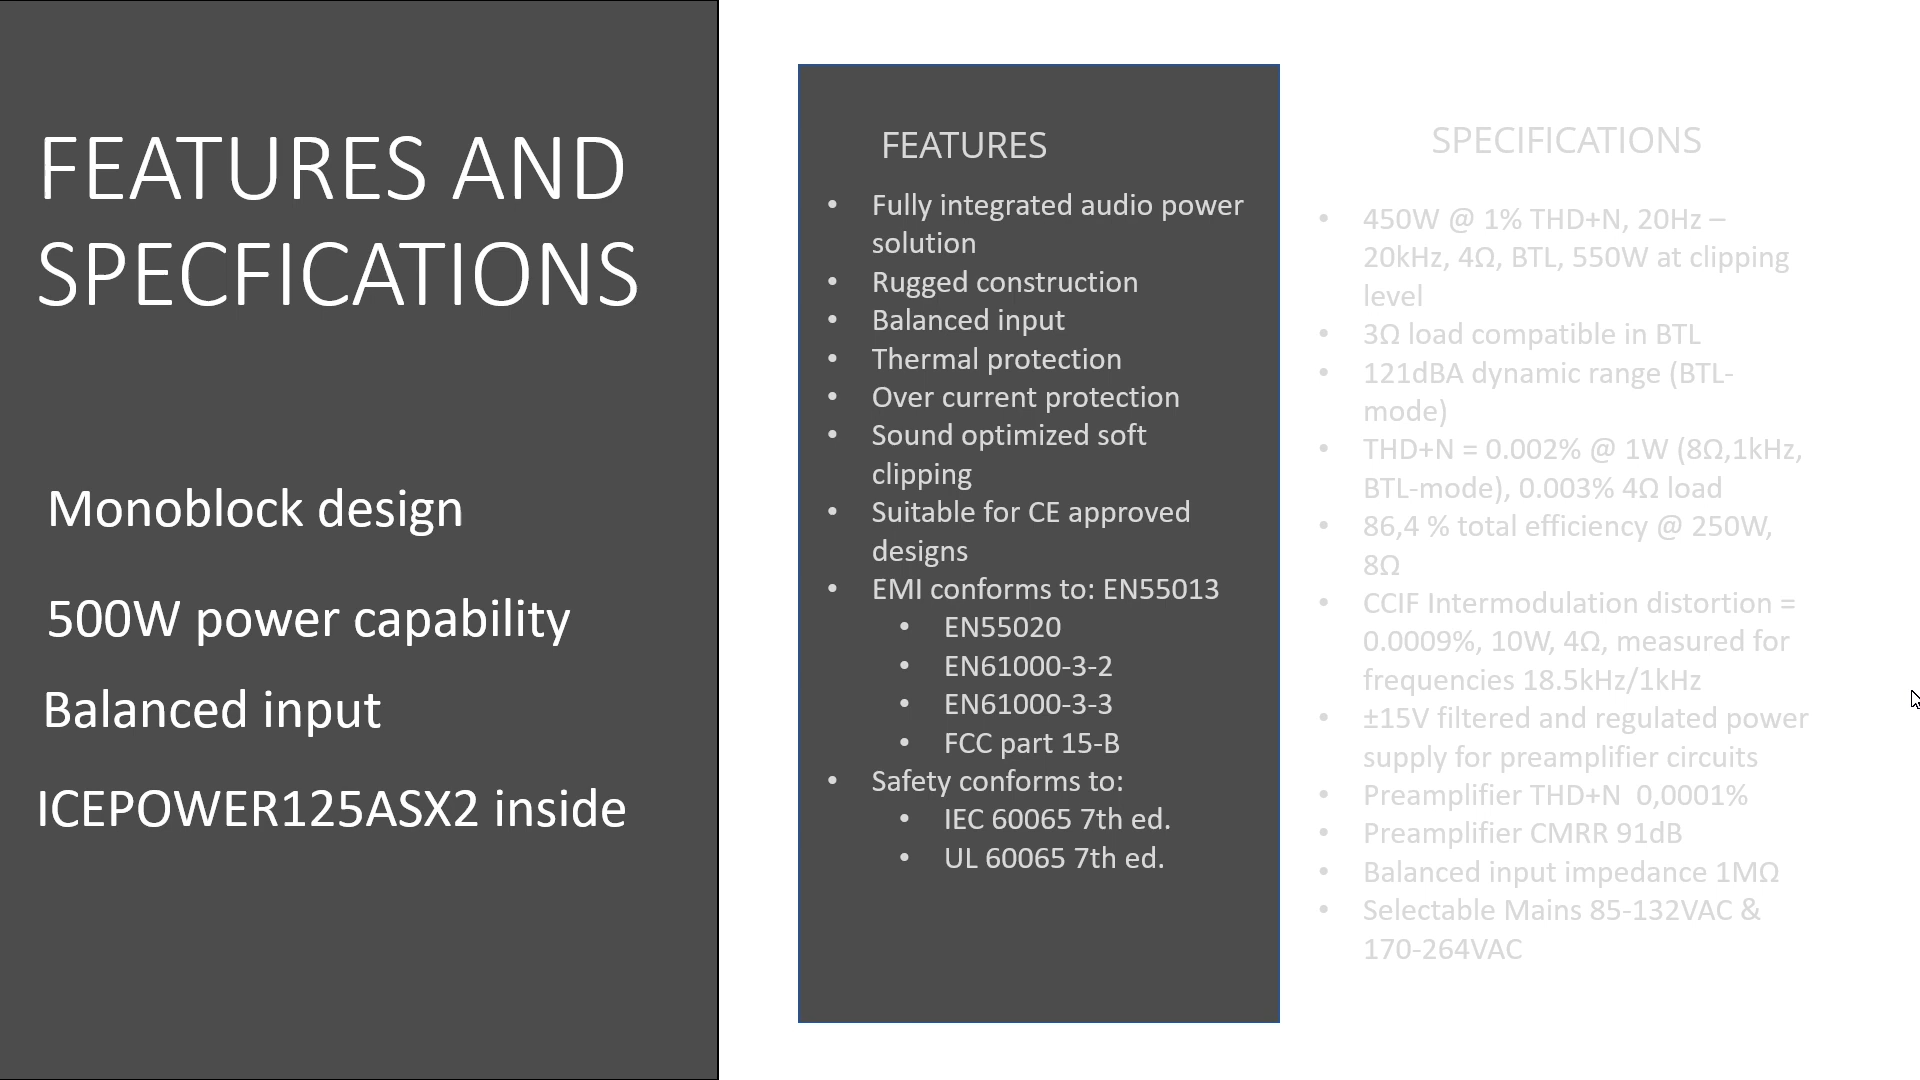 FEATURES AND
SPECFICATIONS
Monoblock design
500W power capability
Balanced input
ICEPOWER125ASX2 inside
FEATURES
• Fully integrated audio power
solution
• Rugged construction
• Balanced input
• Thermal protection
• Over current protection
• Sound optimized soft
clipping
• Suitable for CE approved
designs
• EMI conforms to: EN55013
• EN55020
• EN61000-3-2
• EN61000-3-3
• FCC part 15-B
• Safety conforms to:
• IEC 60065 7th ed.
• UL 60065 7th ed.
SPECIFICATIONS
• 450W @ 1% THD+N, 20Hz –
20kHz, 4Ω, BTL, 550W at clipping
level
• 3Ω load compatible in BTL
• 121dBA dynamic range (BTL-
mode)
• THD+N = 0.002% @ 1W (8Ω,1kHz,
BTL-mode), 0.003% 4Ω load
• 86,4 % total efficiency @ 250W,
8Ω
• CCIF Intermodulation distortion =
0.0009%, 10W, 4Ω, measured for
frequencies 18.5kHz/1kHz
• ±15V filtered and regulated power
supply for preamplifier circuits
• Preamplifier THD+N  0,0001%
• Preamplifier CMRR 91dB
• Balanced input impedance 1MΩ
• Selectable Mains 85-132VAC &
170-264VAC